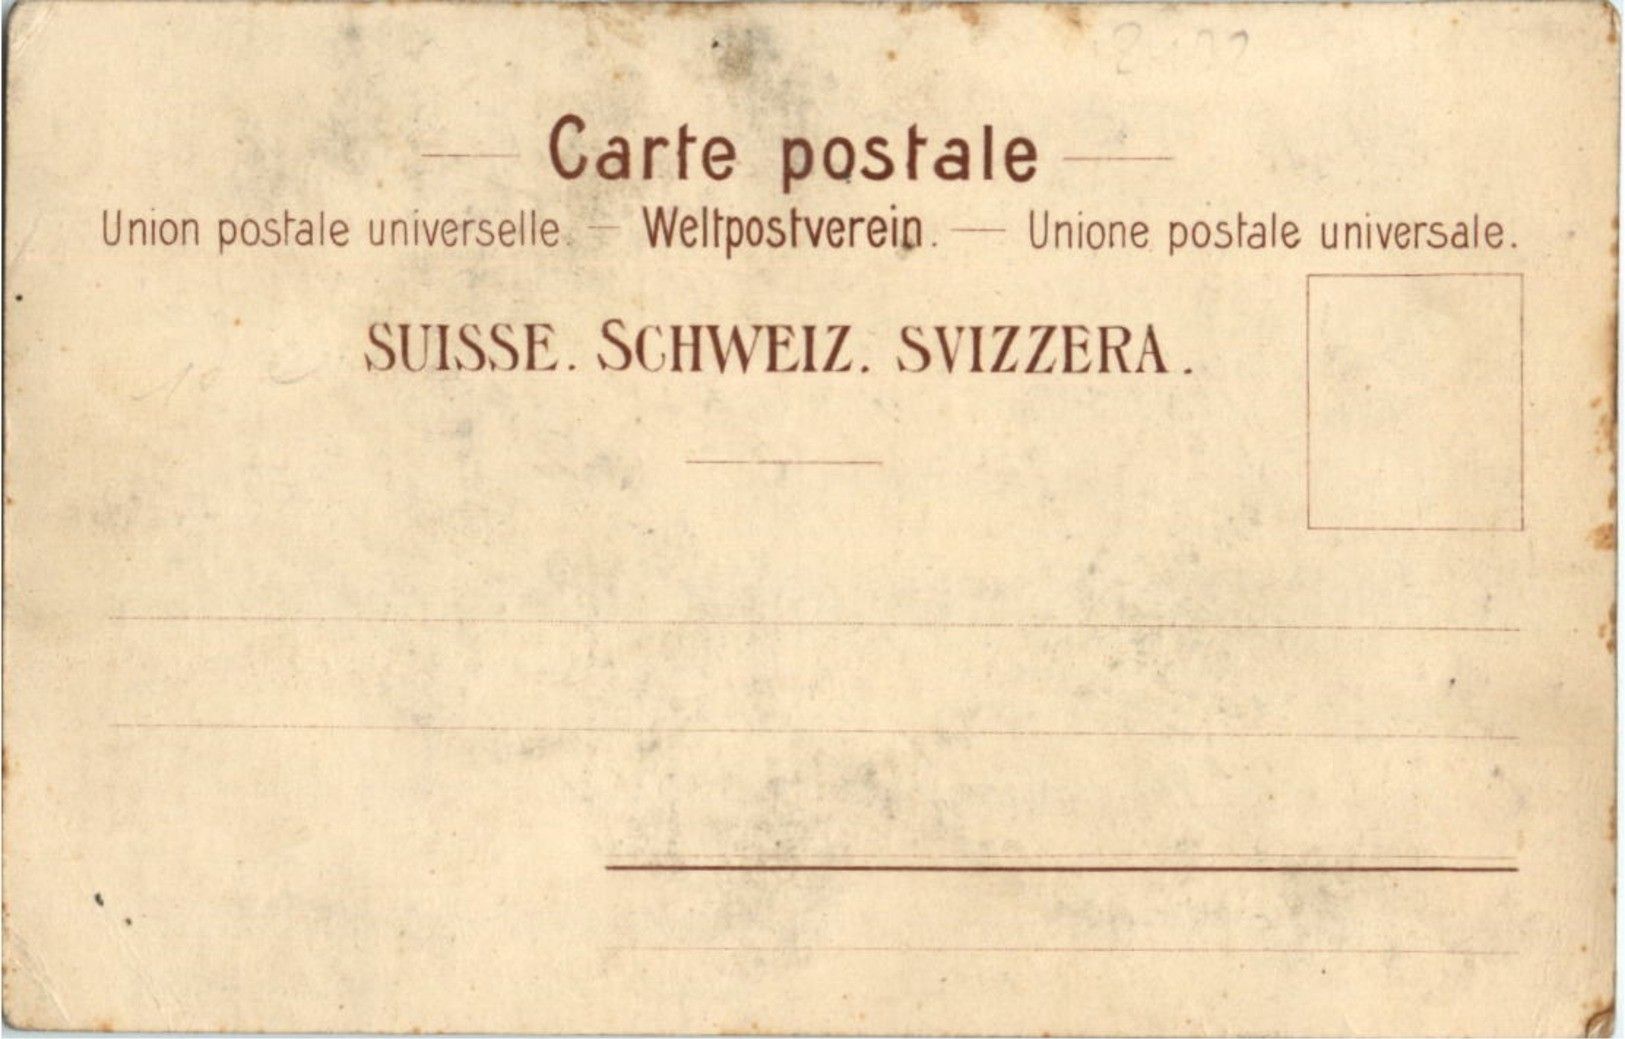 Carte postale
Union postale universelle. — Weltpostverein. — Unione postale universale.
SUISSE. SCHWEIZ. SVIZZERA.